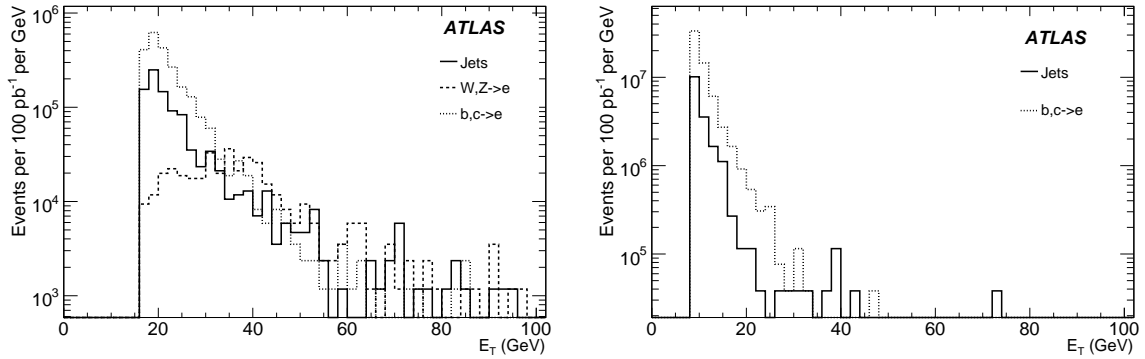 Events per 100 pb⁻¹ per GeV
10⁶
10⁵
10⁴
10³
ATLAS
Jets
W,Z->e
b,c->e
0 20 40 60 80 100
E_T (GeV)
Events per 100 pb⁻¹ per GeV
10⁷
10⁶
10⁵
ATLAS
Jets
b,c->e
0 20 40 60 80 100
E_T (GeV)